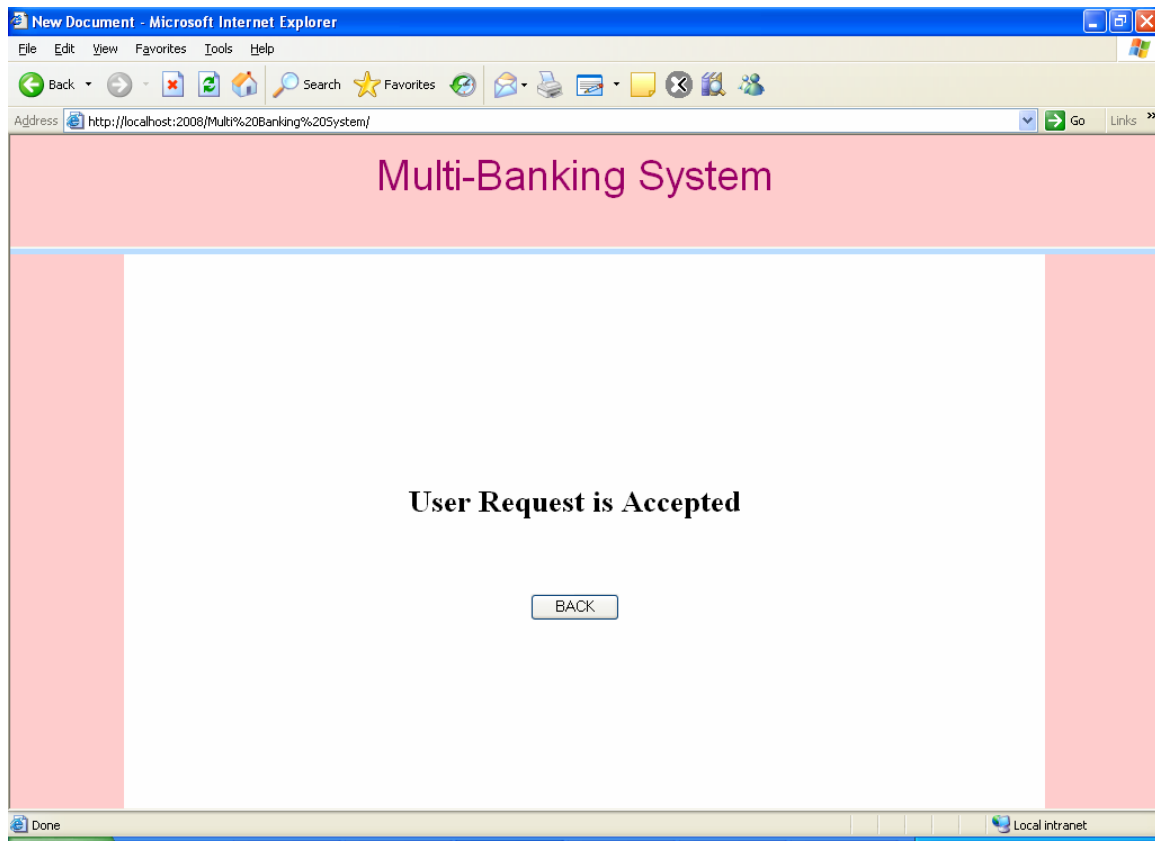 New Document - Microsoft Internet Explorer
File Edit View Favorites Tools Help
Back Search Favorites
Address http://localhost:2008/Multi%20Banking%20System/ Go Links »
Multi-Banking System
User Request is Accepted
BACK
Done Local intranet